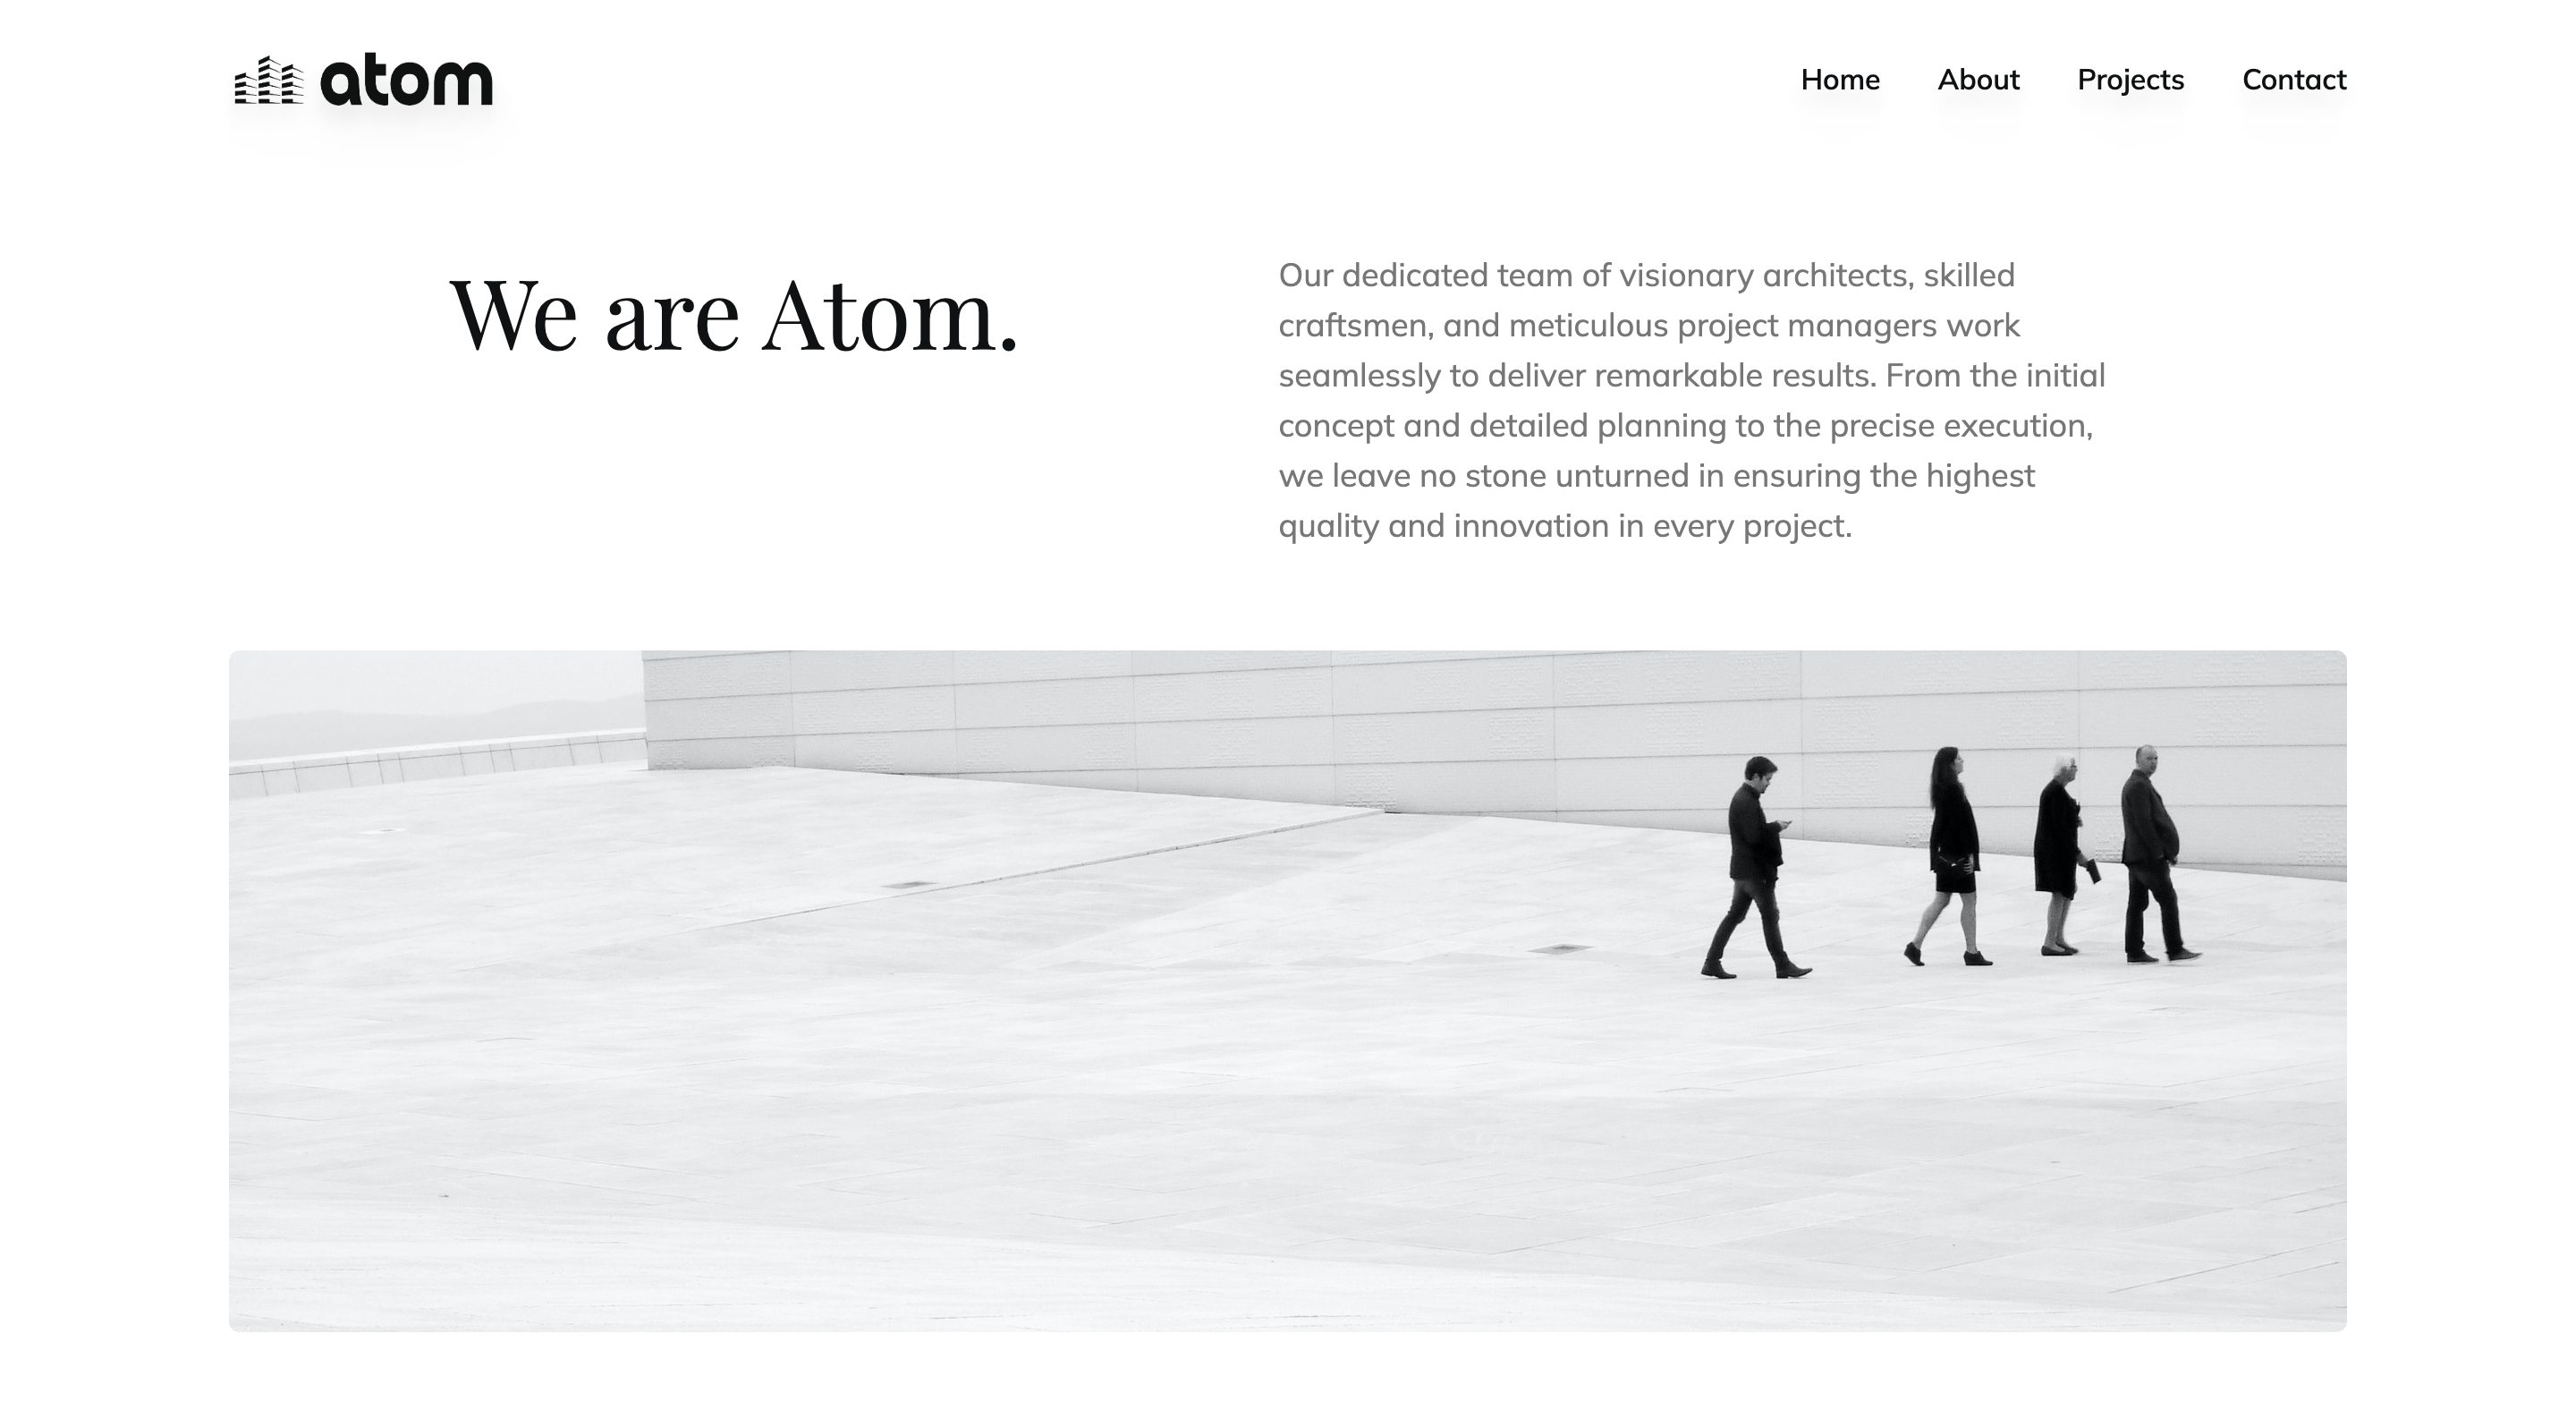 atom
Home
About
Projects
Contact
We are Atom.
Our dedicated team of visionary architects, skilled
craftsmen, and meticulous project managers work
seamlessly to deliver remarkable results. From the initial
concept and detailed planning to the precise execution,
we leave no stone unturned in ensuring the highest
quality and innovation in every project.